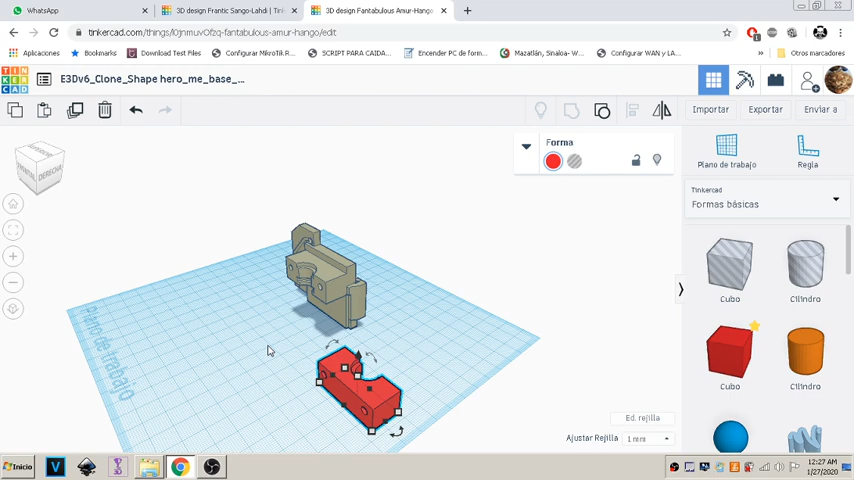 WhatsApp
3D design Frantic Sango-Lahdi | Tink
3D design Fantabulous Amur-Hango
tinkercad.com/things/l0jnmuvOfzq-fantabulous-amur-hango/edit
Aplicaciones
Bookmarks
Download Test Files
Configurar MikroTik R
SCRIPT PARA CAIDA...
Encender PC de form...
Mazatlán, Sinaloa- ...
Configurar WAN y LA...
»
Otros marcadores
TIN
KER
CAD
E3Dv6_Clone_Shape hero_me_base_...
Importar
Exportar
Enviar a
Forma
DERECHA
Plano de trabajo
Regla
Tinkercad
Formas básicas
Plano de trabajo
Cubo
Cilindro
Cubo
Cilindro
Ed. rejilla
Ajustar Rejilla
1 mm
Inicio
12:27 AM
1/27/2020